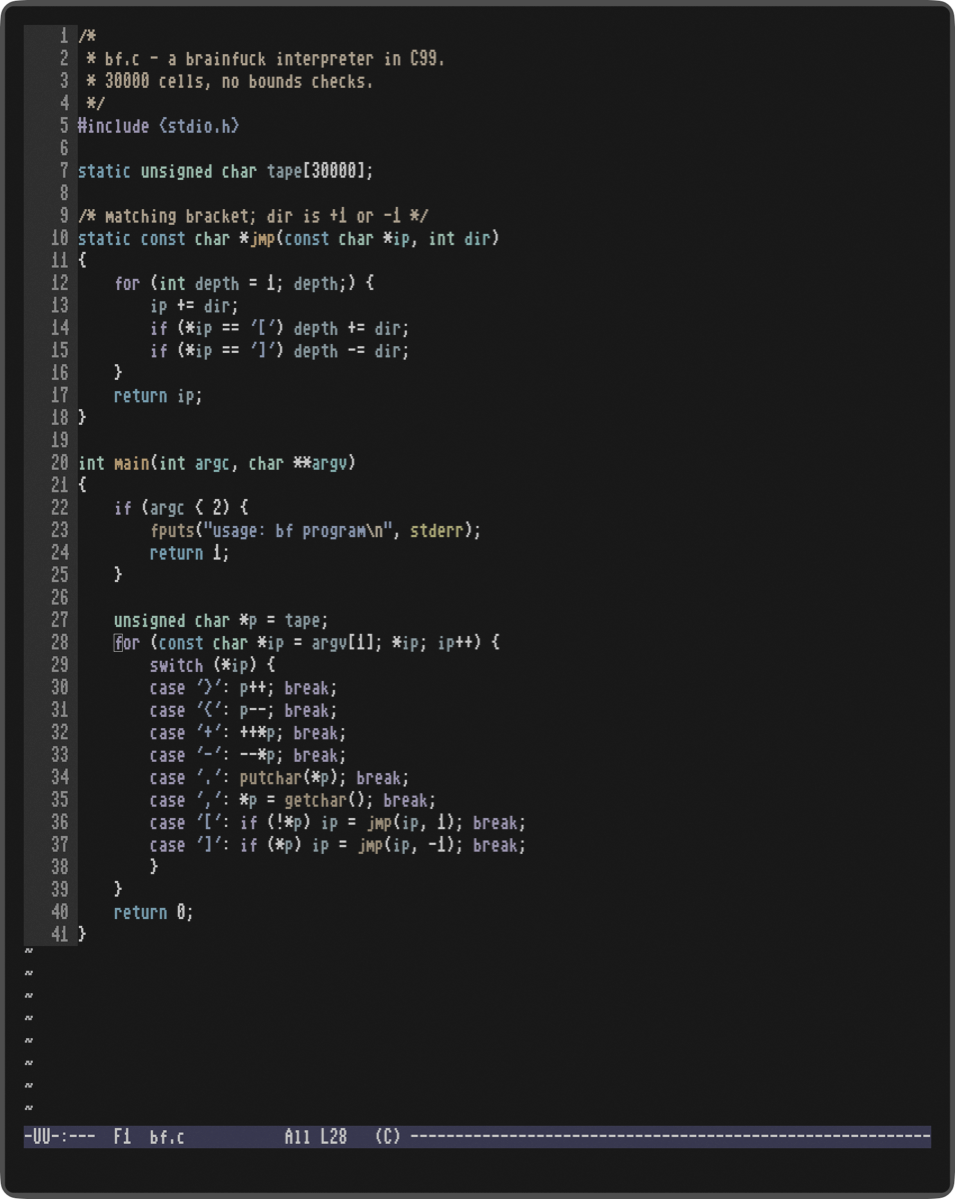 1 /*
2  * bf.c - a brainfuck interpreter in C99.
3  * 30000 cells, no bounds checks.
4  */
5 #include <stdio.h>
6
7 static unsigned char tape[30000];
8
9 /* matching bracket; dir is +1 or -1 */
10 static const char *jmp(const char *ip, int dir)
11 {
12     for (int depth = 1; depth;) {
13         ip += dir;
14         if (*ip == '[') depth += dir;
15         if (*ip == ']') depth -= dir;
16     }
17     return ip;
18 }
19
20 int main(int argc, char **argv)
21 {
22     if (argc < 2) {
23         fputs("usage: bf program\n", stderr);
24         return 1;
25     }
26
27     unsigned char *p = tape;
28     for (const char *ip = argv[1]; *ip; ip++) {
29         switch (*ip) {
30         case '>': p++; break;
31         case '<': p--; break;
32         case '+': ++*p; break;
33         case '-': --*p; break;
34         case '.': putchar(*p); break;
35         case ',': *p = getchar(); break;
36         case '[': if (!*p) ip = jmp(ip, 1); break;
37         case ']': if (*p) ip = jmp(ip, -1); break;
38         }
39     }
40     return 0;
41 }
~
~
~
~
~
~
~
~
-UU-:---  F1  bf.c           All L28   (C) ----------------------------------------------------------